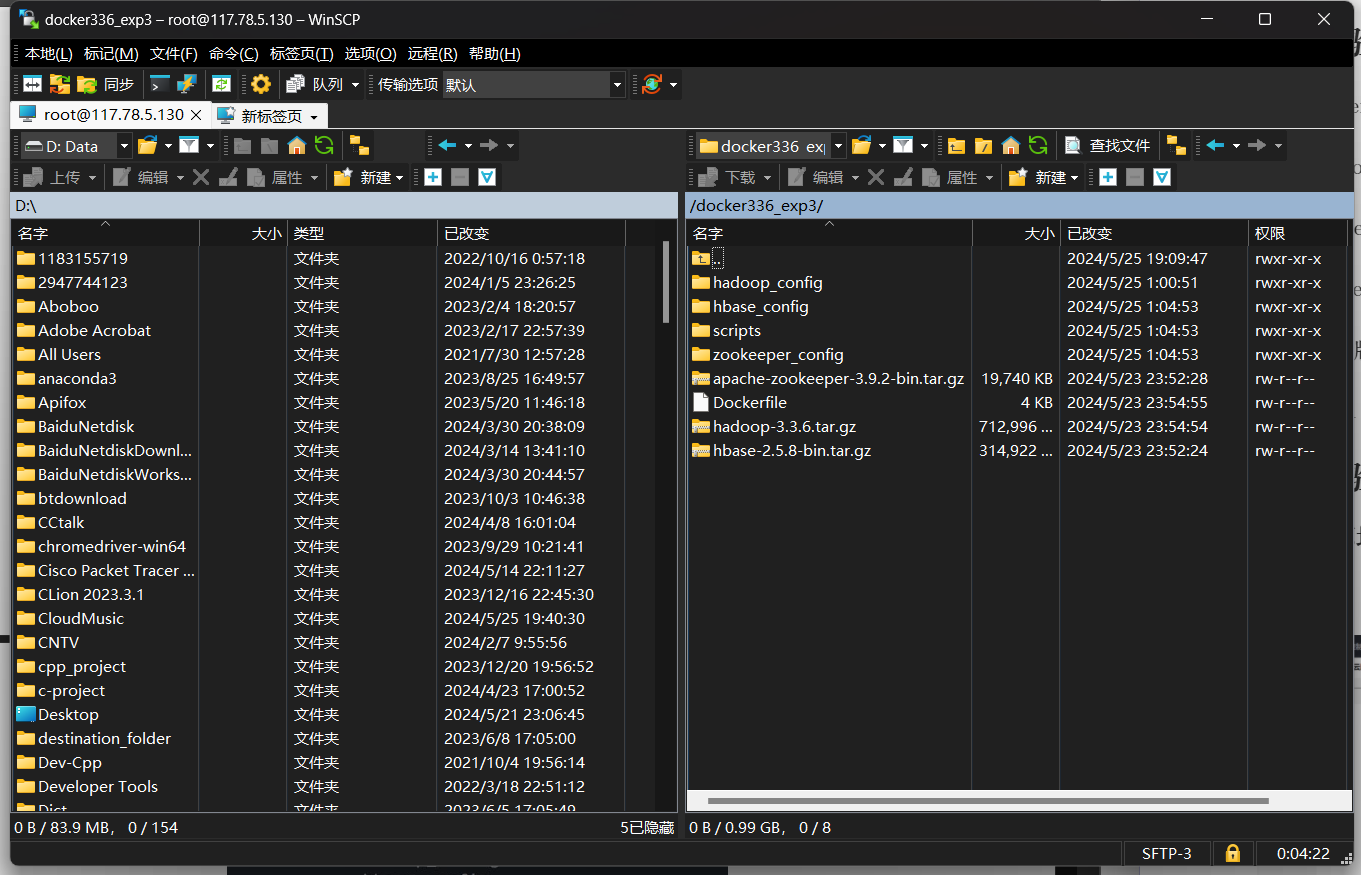 docker336_exp3 – root@117.78.5.130 – WinSCP
本地(L) 标记(M) 文件(F) 命令(C) 标签页(T) 选项(O) 远程(R) 帮助(H)
同步 队列 传输选项 默认
root@117.78.5.130 新标签页
D: Data
上传 编辑 属性 新建
D:\
名字 大小 类型 已改变
1183155719 文件夹 2022/10/16 0:57:18
2947744123 文件夹 2024/1/5 23:26:25
Aboboo 文件夹 2023/2/4 18:20:57
Adobe Acrobat 文件夹 2023/2/17 22:57:39
All Users 文件夹 2021/7/30 12:57:28
anaconda3 文件夹 2023/8/25 16:49:57
Apifox 文件夹 2023/5/20 11:46:18
BaiduNetdisk 文件夹 2024/3/30 20:38:09
BaiduNetdiskDownl... 文件夹 2024/3/14 13:41:10
BaiduNetdiskWorks... 文件夹 2024/3/30 20:44:57
btdownload 文件夹 2023/10/3 10:46:38
CCtalk 文件夹 2024/4/8 16:01:04
chromedriver-win64 文件夹 2023/9/29 10:21:41
Cisco Packet Tracer ... 文件夹 2024/5/14 22:11:27
CLion 2023.3.1 文件夹 2023/12/16 22:45:30
CloudMusic 文件夹 2024/5/25 19:40:30
CNTV 文件夹 2024/2/7 9:55:56
cpp_project 文件夹 2023/12/20 19:56:52
c-project 文件夹 2024/4/23 17:00:52
Desktop 文件夹 2024/5/21 23:06:45
destination_folder 文件夹 2023/6/8 17:05:00
Dev-Cpp 文件夹 2021/10/4 19:56:14
Developer Tools 文件夹 2022/3/18 22:51:12
Dict 文件夹 2023/6/5 17:05:49
0 B / 83.9 MB, 0 / 154 5已隐藏
docker336_exp 查找文件
下载 编辑 属性 新建
/docker336_exp3/
名字 大小 已改变 权限
.. 2024/5/25 19:09:47 rwxr-xr-x
hadoop_config 2024/5/25 1:00:51 rwxr-xr-x
hbase_config 2024/5/25 1:04:53 rwxr-xr-x
scripts 2024/5/25 1:04:53 rwxr-xr-x
zookeeper_config 2024/5/25 1:04:53 rwxr-xr-x
apache-zookeeper-3.9.2-bin.tar.gz 19,740 KB 2024/5/23 23:52:28 rw-r--r--
Dockerfile 4 KB 2024/5/23 23:54:55 rw-r--r--
hadoop-3.3.6.tar.gz 712,996 ... 2024/5/23 23:54:54 rw-r--r--
hbase-2.5.8-bin.tar.gz 314,922 ... 2024/5/23 23:52:24 rw-r--r--
0 B / 0.99 GB, 0 / 8
SFTP-3 0:04:22